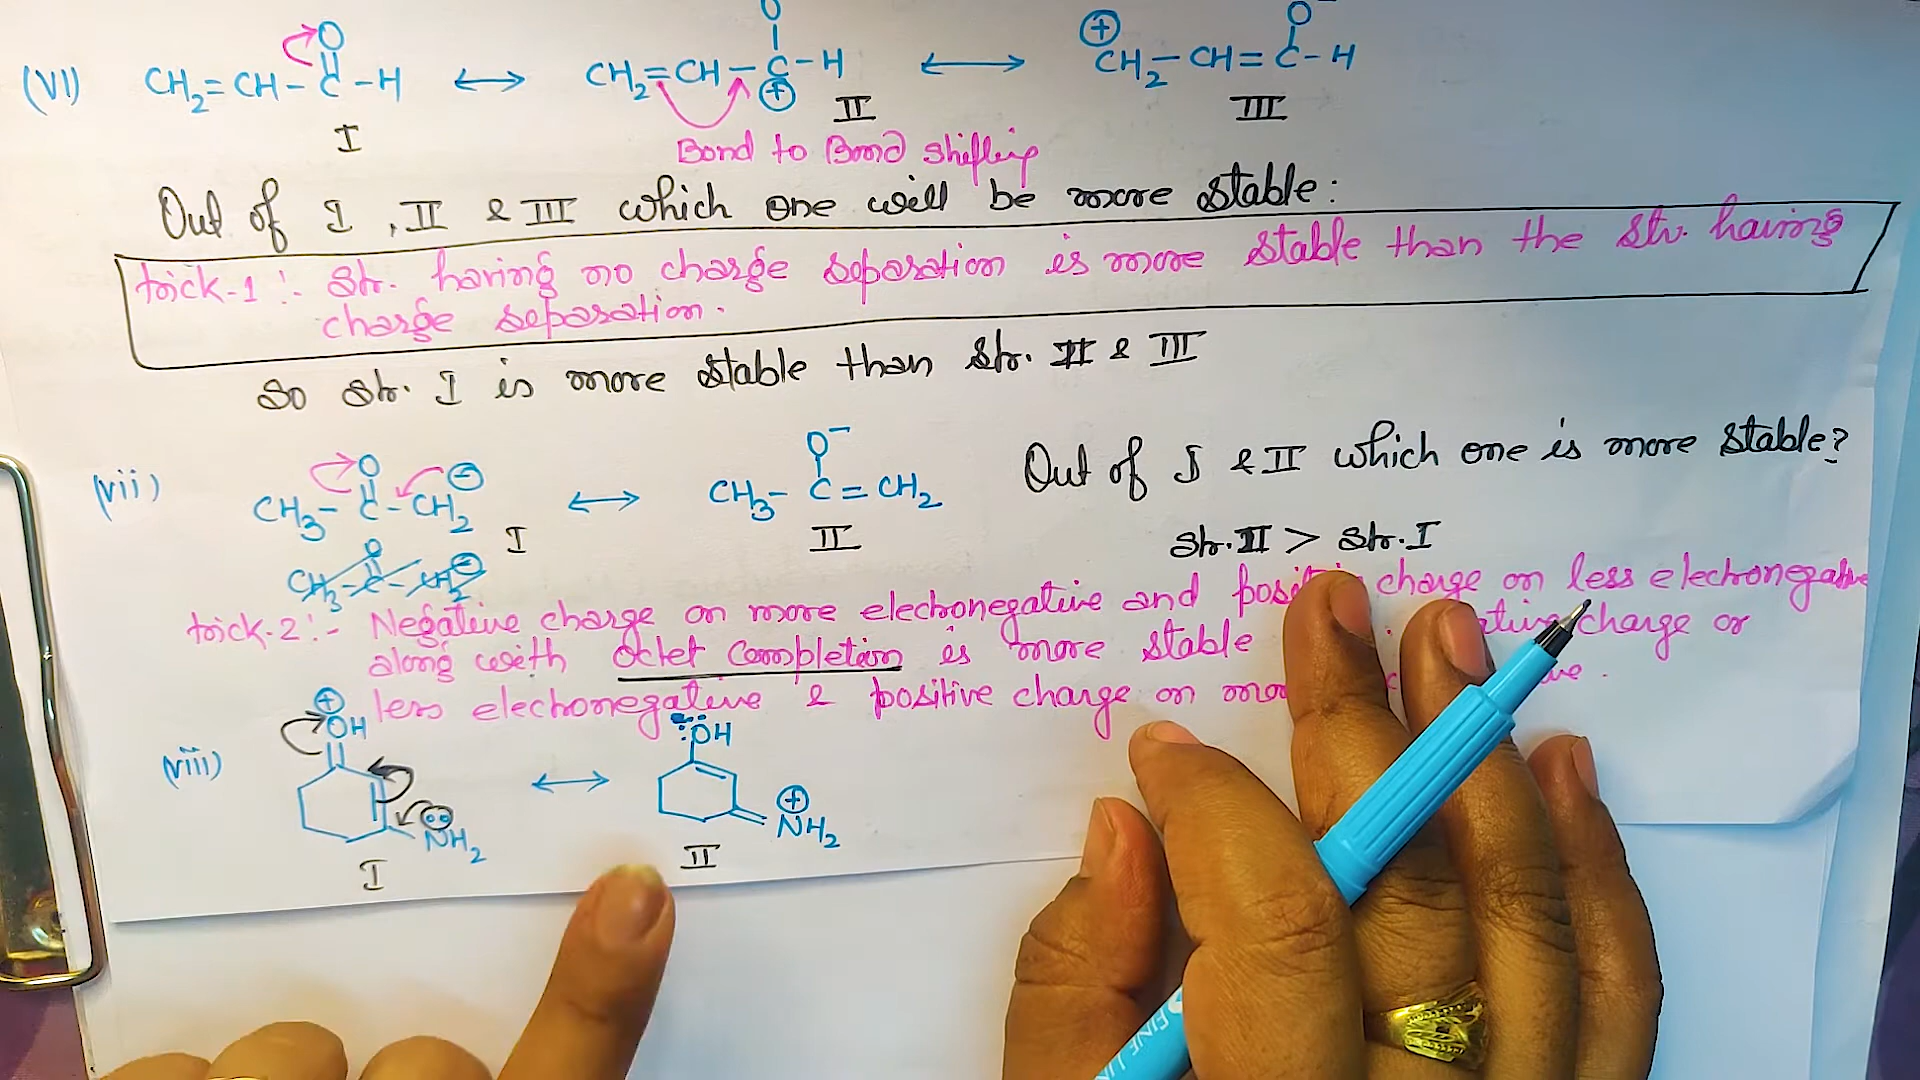 O O O
(VI) CH2=CH-C-H ⟷ CH2=CH-C-H ⟷ ⊕CH2-CH=C-H
I ⊕ II III
Bond to Bond shifting
Out of I, II & III which one will be more stable:
trick-1:- Str. having no charge separation is more stable than the str. having
charge separation.
So Str. I is more stable than Str. II & III
(vii) CH3-C-CH2 ⟷ CH3-C=CH2 Out of I & II which one is more stable?
O ⊖ O-
I II
Str.II > Str.I
CH3-C-CH2
O ⊖
trick-2:- Negative charge on more electronegative and charge on less electronegative
along with Octet Completion is more stable charge or
less electronegative & positive charge on
(viii) ⊕OH ⟷ :OH
NH2 ⊕NH2
I II
FINE LIN